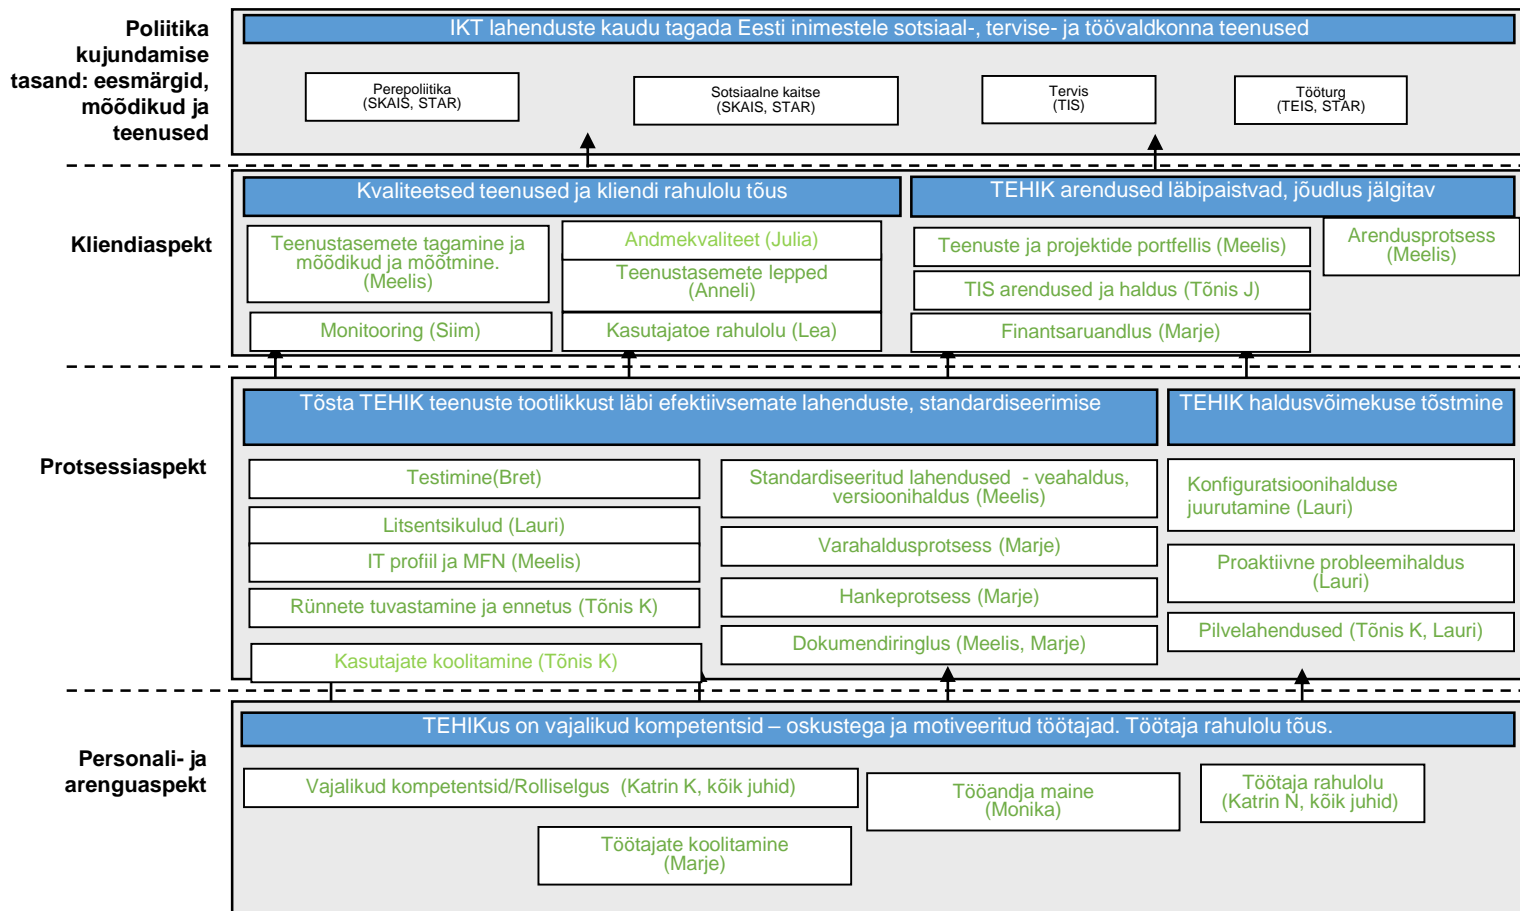 Poliitika
kujundamise
tasand: eesmärgid,
mõõdikud ja
teenused
IKT lahenduste kaudu tagada Eesti inimestele sotsiaal-, tervise- ja töövaldkonna teenused
Perepoliitika
(SKAIS, STAR)
Sotsiaalne kaitse
(SKAIS, STAR)
Tervis
(TIS)
Tööturg
(TEIS, STAR)
Kliendiaspekt
Kvaliteetsed teenused ja kliendi rahulolu tõus
Teenustasemete tagamine ja
mõõdikud ja mõõtmine.
(Meelis)
Monitooring (Siim)
Andmekvaliteet (Julia)
Teenustasemete lepped
(Anneli)
Kasutajatoe rahulolu (Lea)
TEHIK arendused läbipaistvad, jõudlus jälgitav
Teenuste ja projektide portfellis (Meelis)
TIS arendused ja haldus (Tõnis J)
Finantsaruandlus (Marje)
Arendusprotsess
(Meelis)
Protsessiaspekt
Tõsta TEHIK teenuste tootlikkust läbi efektiivsemate lahenduste, standardiseerimise
Testimine(Bret)
Litsentsikulud (Lauri)
IT profiil ja MFN (Meelis)
Rünnete tuvastamine ja ennetus (Tõnis K)
Kasutajate koolitamine (Tõnis K)
Standardiseeritud lahendused - veahaldus,
versioonihaldus (Meelis)
Varahaldusprotsess (Marje)
Hankeprotsess (Marje)
Dokumendiringlus (Meelis, Marje)
TEHIK haldusvõimekuse tõstmine
Konfiguratsioonihalduse
juurutamine (Lauri)
Proaktiivne probleemihaldus
(Lauri)
Pilvelahendused (Tõnis K, Lauri)
Personali- ja
arenguaspekt
TEHIKus on vajalikud kompetentsid – oskustega ja motiveeritud töötajad. Töötaja rahulolu tõus.
Vajalikud kompetentsid/Rolliselgus (Katrin K, kõik juhid)
Töötajate koolitamine
(Marje)
Tööandja maine
(Monika)
Töötaja rahulolu
(Katrin N, kõik juhid)